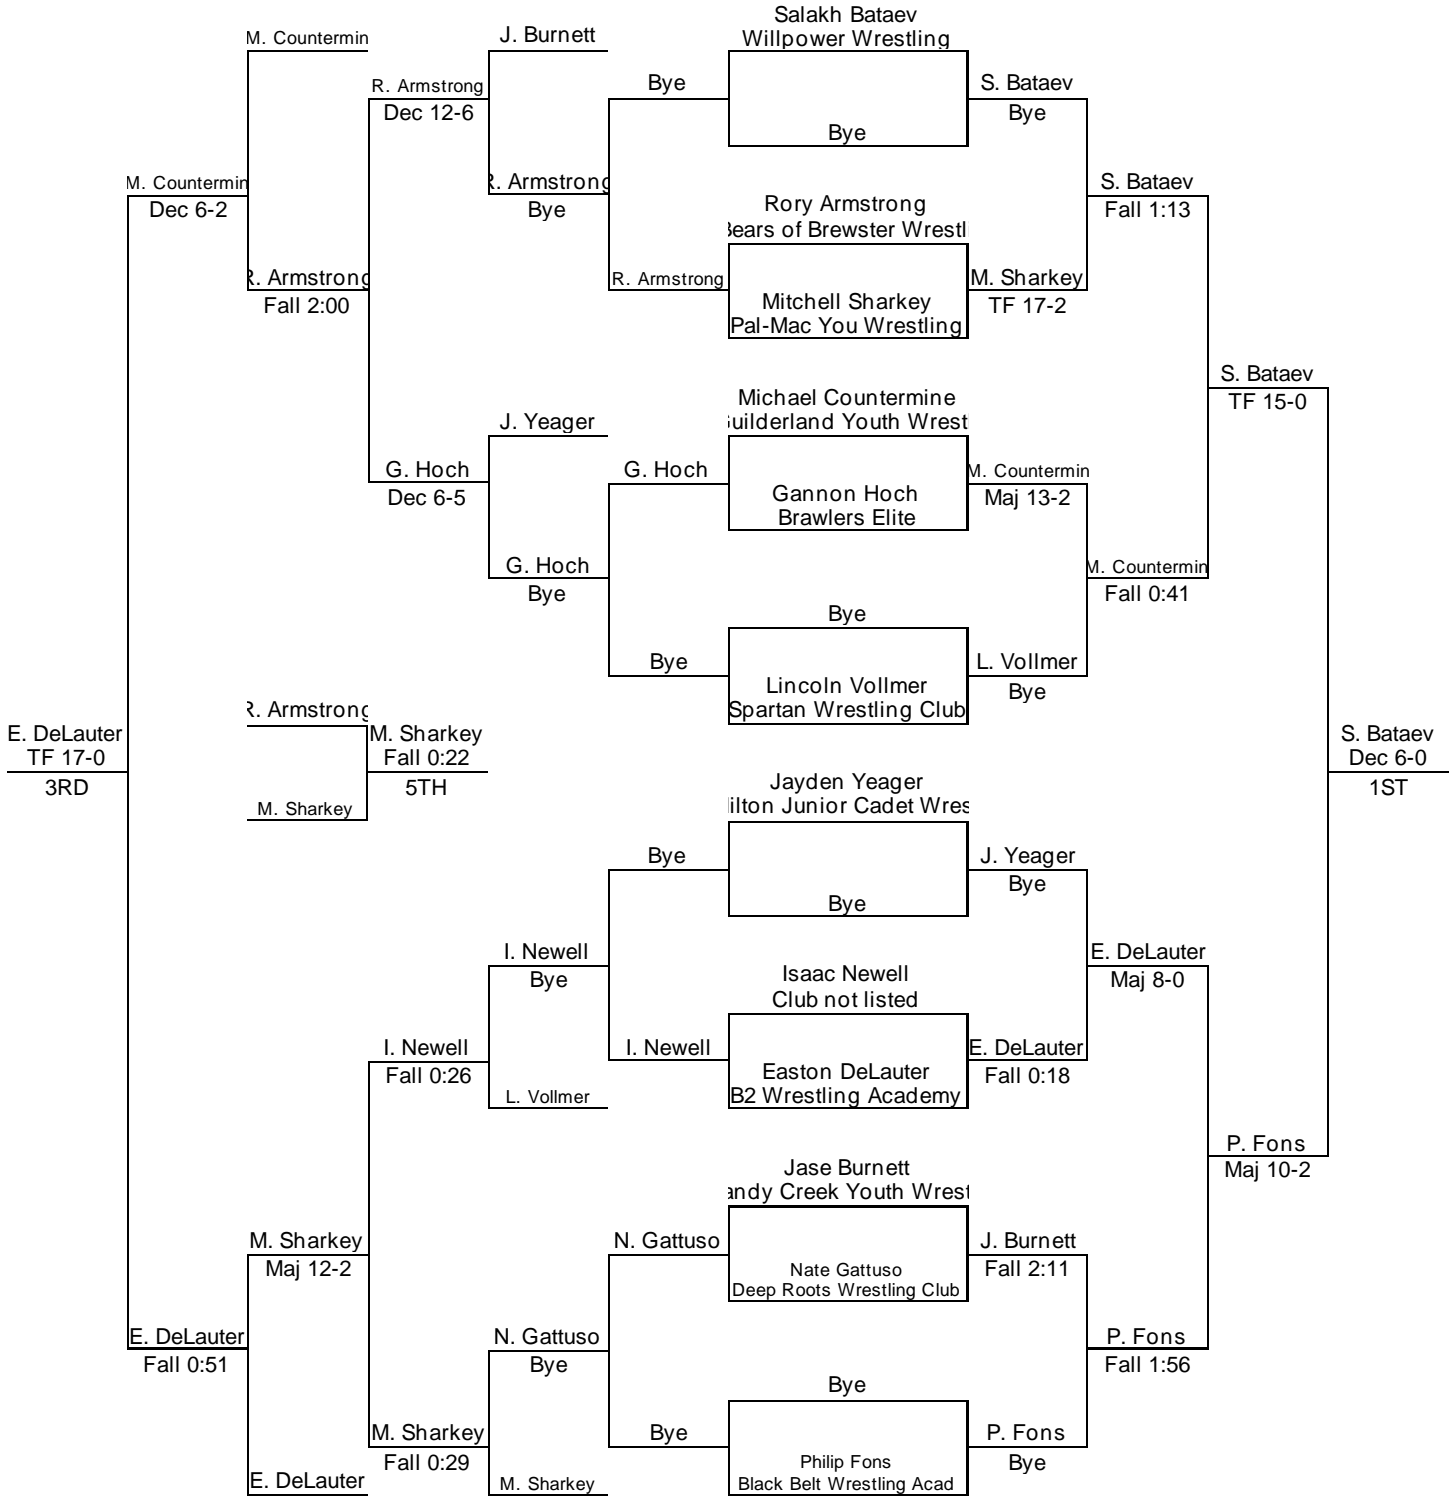 Salakh Bataev
Willpower Wrestling
M. Countermin
J. Burnett
R. Armstrong
Dec 12-6
Bye
S. Bataev
Bye
Bye
M. Countermin
Dec 6-2
R. Armstrong
Bye
Rory Armstrong
Bears of Brewster Wrestl
S. Bataev
Fall 1:13
R. Armstrong
Fall 2:00
R. Armstrong
M. Sharkey
TF 17-2
Mitchell Sharkey
Pal-Mac You Wrestling
S. Bataev
TF 15-0
Michael Countermine
Guilderland Youth Wrest
J. Yeager
G. Hoch
Dec 6-5
G. Hoch
M. Countermin
Maj 13-2
Gannon Hoch
Brawlers Elite
G. Hoch
Bye
M. Countermin
Fall 0:41
Bye
Bye
L. Vollmer
Bye
Lincoln Vollmer
Spartan Wrestling Club
R. Armstrong
E. DeLauter
TF 17-0
3RD
M. Sharkey
Fall 0:22
5TH
S. Bataev
Dec 6-0
1ST
M. Sharkey
Jayden Yeager
ilton Junior Cadet Wres
Bye
J. Yeager
Bye
Bye
I. Newell
Bye
Isaac Newell
Club not listed
E. DeLauter
Maj 8-0
I. Newell
Fall 0:26
I. Newell
E. DeLauter
Fall 0:18
Easton DeLauter
B2 Wrestling Academy
L. Vollmer
P. Fons
Maj 10-2
Jase Burnett
andy Creek Youth Wrest
M. Sharkey
Maj 12-2
N. Gattuso
J. Burnett
Fall 2:11
Nate Gattuso
Deep Roots Wrestling Club
E. DeLauter
Fall 0:51
N. Gattuso
Bye
P. Fons
Fall 1:56
Bye
M. Sharkey
Fall 0:29
Bye
P. Fons
Bye
Philip Fons
Black Belt Wrestling Acad
E. DeLauter
M. Sharkey